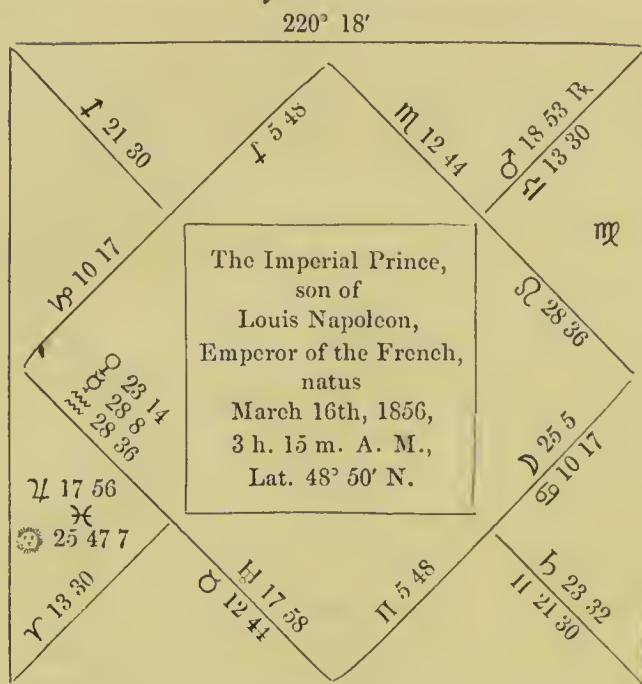 220° 18′
♐ 21 30
♐ 5 48
♏ 12 44
♂ 18 53 ℞
♎ 13 30
♍
♑ 10 17
The Imperial Prince,
son of
Louis Napoleon,
Emperor of the French,
natus
March 16th, 1856,
3 h. 15 m. A. M.,
Lat. 48° 50′ N.
♌ 28 36
♀ 23 14
☿ 28 8
♒ 28 36
☽ 25 5
♋ 10 17
♃ 17 56
♓
☉ 25 47 7
♈ 13 30
♅ 17 58
♉ 12 44
♊ 5 48
♄ 23 32
♊ 21 30